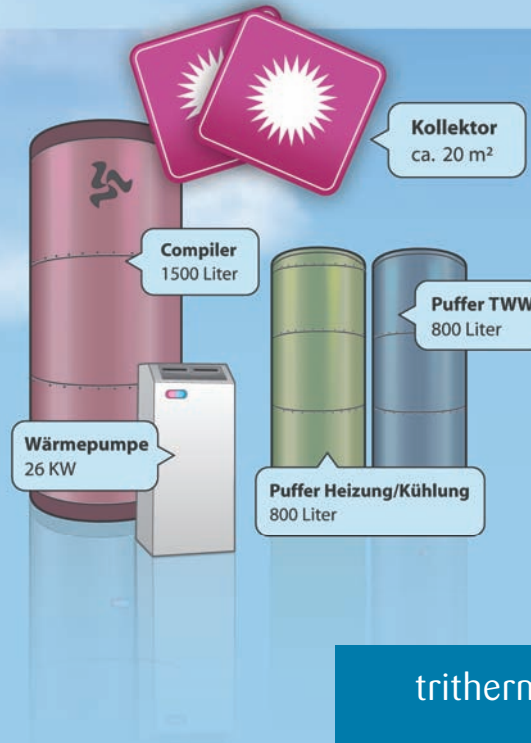 Kollektor
ca. 20 m²
Compiler
1500 Liter
Puffer TWW
800 Liter
Wärmepumpe
26 KW
Puffer Heizung/Kühlung
800 Liter